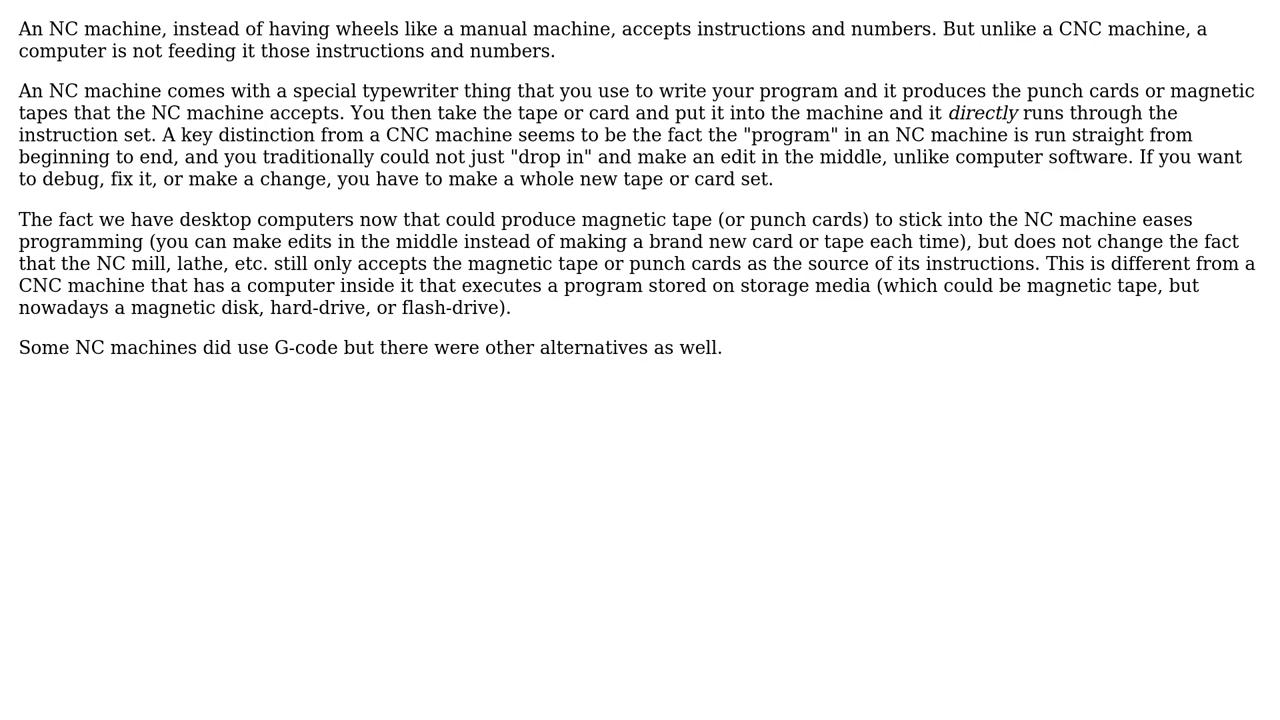 An NC machine, instead of having wheels like a manual machine, accepts instructions and numbers. But unlike a CNC machine, a
computer is not feeding it those instructions and numbers.
An NC machine comes with a special typewriter thing that you use to write your program and it produces the punch cards or magnetic
tapes that the NC machine accepts. You then take the tape or card and put it into the machine and it directly runs through the
instruction set. A key distinction from a CNC machine seems to be the fact the "program" in an NC machine is run straight from
beginning to end, and you traditionally could not just "drop in" and make an edit in the middle, unlike computer software. If you want
to debug, fix it, or make a change, you have to make a whole new tape or card set.
The fact we have desktop computers now that could produce magnetic tape (or punch cards) to stick into the NC machine eases
programming (you can make edits in the middle instead of making a brand new card or tape each time), but does not change the fact
that the NC mill, lathe, etc. still only accepts the magnetic tape or punch cards as the source of its instructions. This is different from a
CNC machine that has a computer inside it that executes a program stored on storage media (which could be magnetic tape, but
nowadays a magnetic disk, hard-drive, or flash-drive).
Some NC machines did use G-code but there were other alternatives as well.